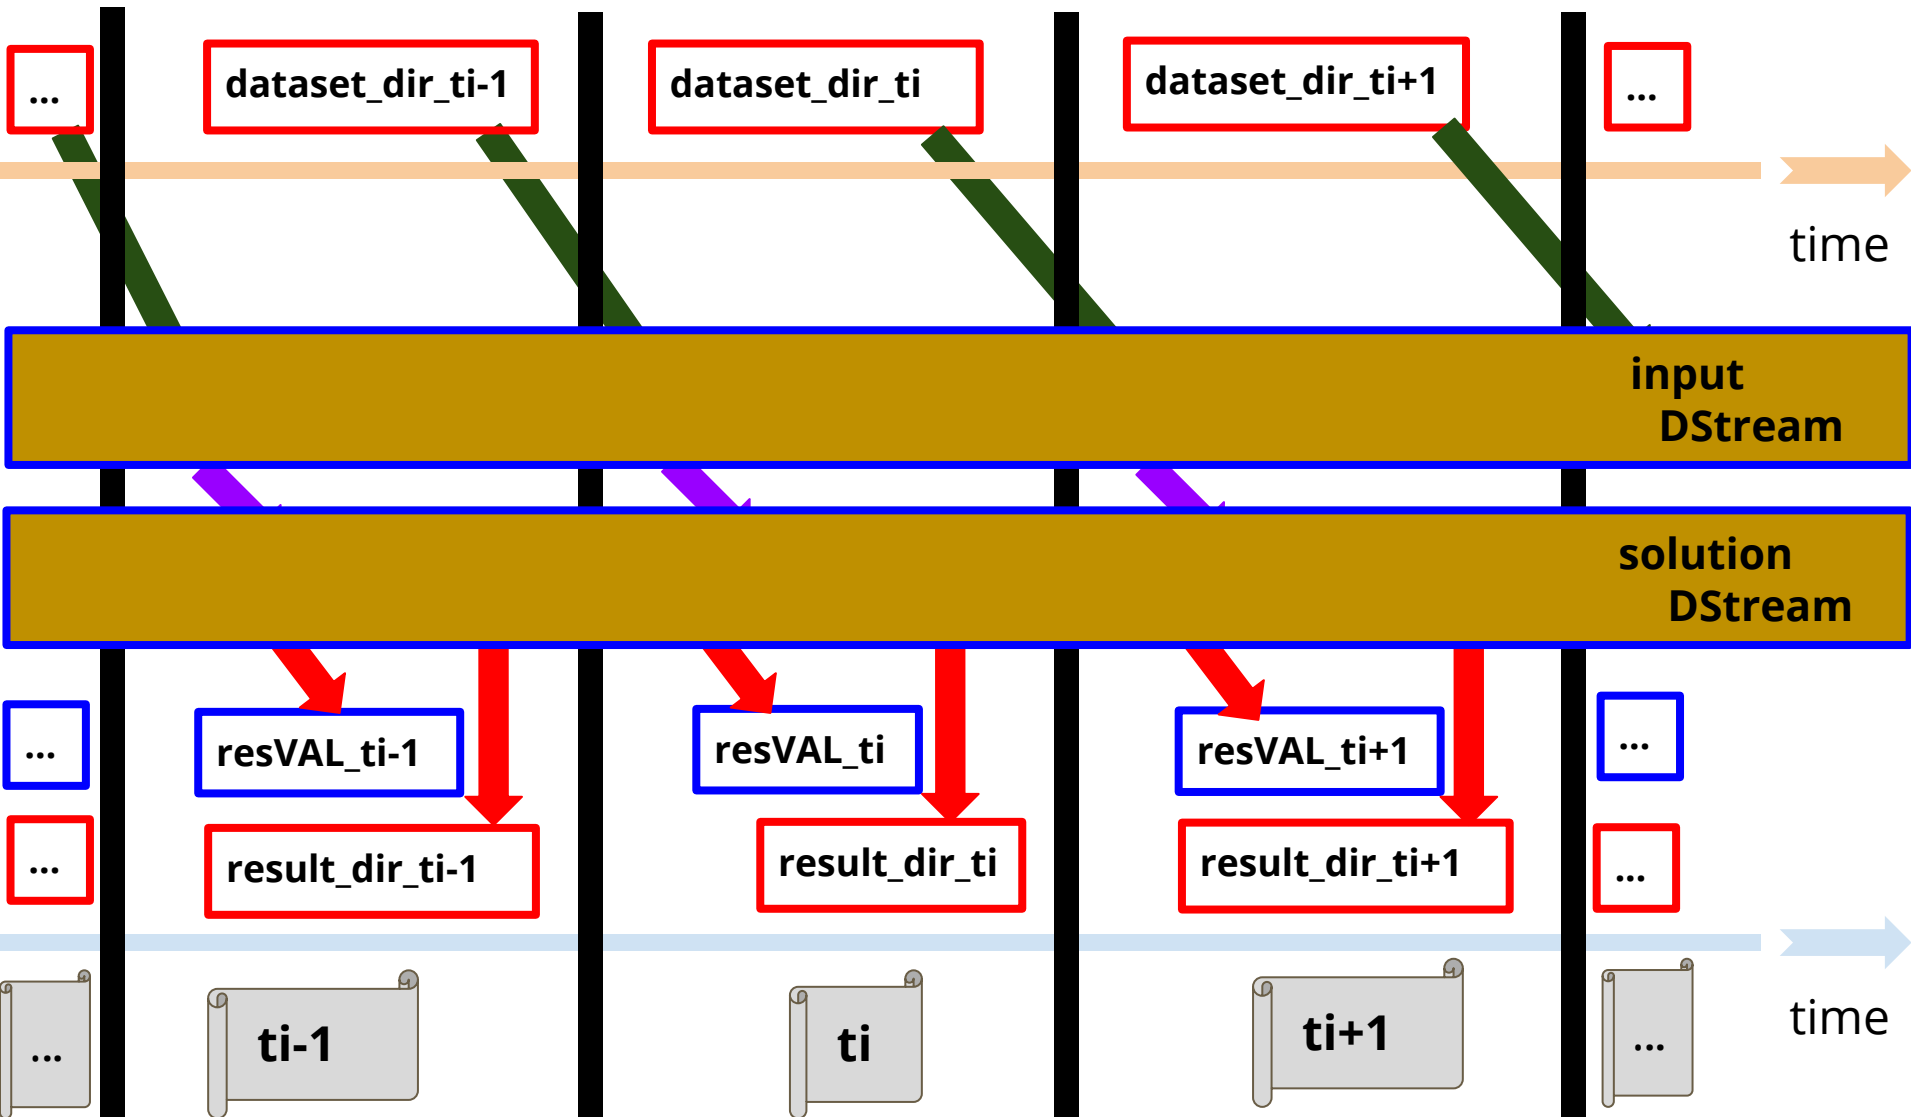 ...
dataset_dir_ti-1
dataset_dir_ti
dataset_dir_ti+1
...
time
input
DStream
solution
DStream
...
resVAL_ti-1
resVAL_ti
resVAL_ti+1
...
...
result_dir_ti-1
result_dir_ti
result_dir_ti+1
...
...
ti-1
ti
ti+1
...
time